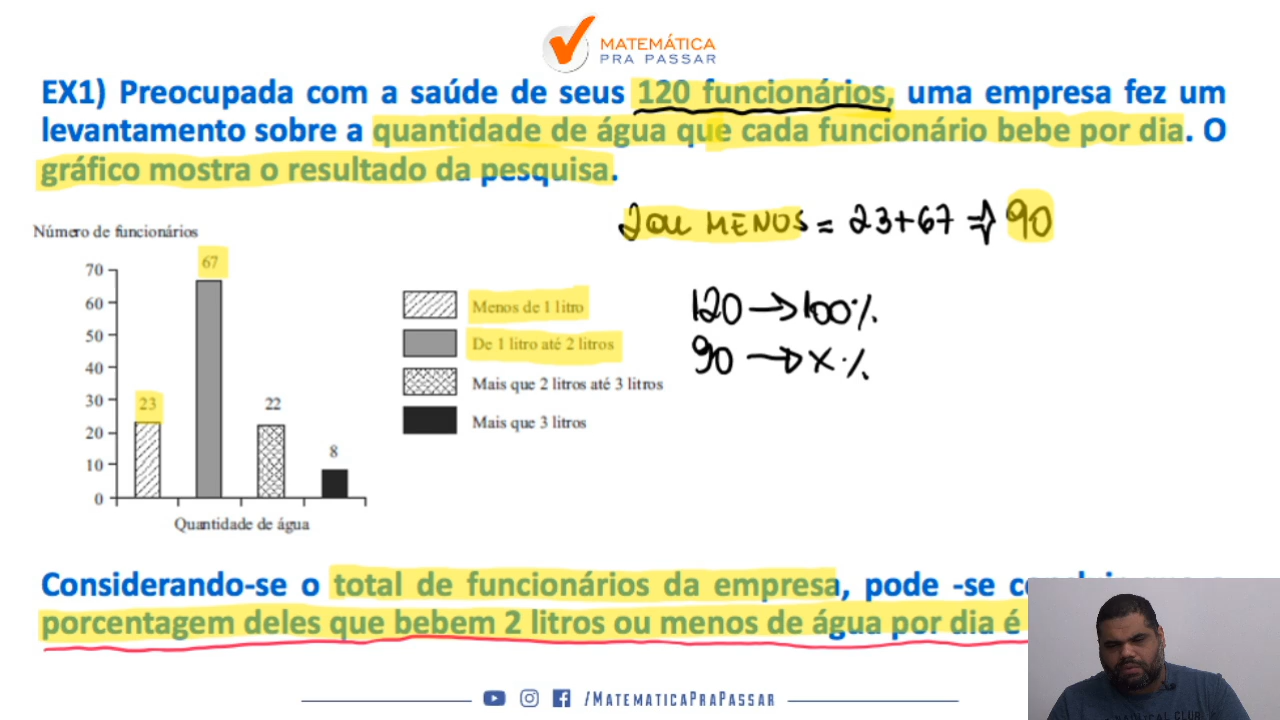 MATEMÁTICA
PRA PASSAR
EX1) Preocupada com a saúde de seus 120 funcionários, uma empresa fez um
levantamento sobre a quantidade de água que cada funcionário bebe por dia. O
gráfico mostra o resultado da pesquisa.
2 OU MENOS = 23+67 ⇒ 90
Número de funcionários
70
60
50
40
30
20
10
0
23
67
22
8
Quantidade de água
Menos de 1 litro
De 1 litro até 2 litros
Mais que 2 litros até 3 litros
Mais que 3 litros
120 → 100%
90 → X%
Considerando-se o total de funcionários da empresa, pode -se
porcentagem deles que bebem 2 litros ou menos de água por dia é
/MATEMATICAPRAPASSAR